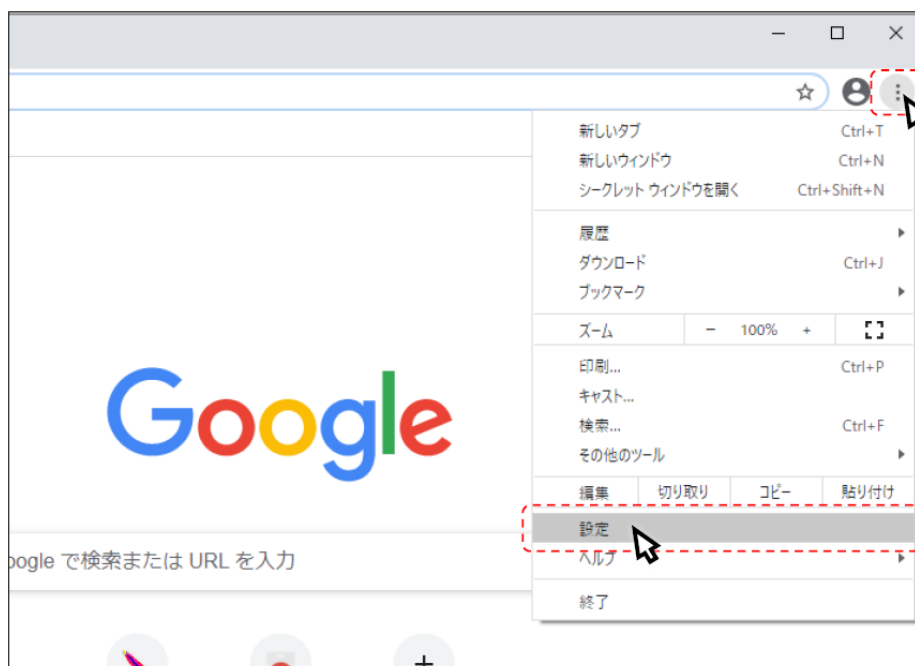 新しいタブ Ctrl+T
新しいウィンドウ Ctrl+N
シークレット ウィンドウを開く Ctrl+Shift+N
履歴
ダウンロード Ctrl+J
ブックマーク
ズーム − 100% +
印刷... Ctrl+P
キャスト...
検索... Ctrl+F
その他のツール
編集 切り取り コピー 貼り付け
設定
ヘルプ
終了
Google
oogle で検索または URL を入力